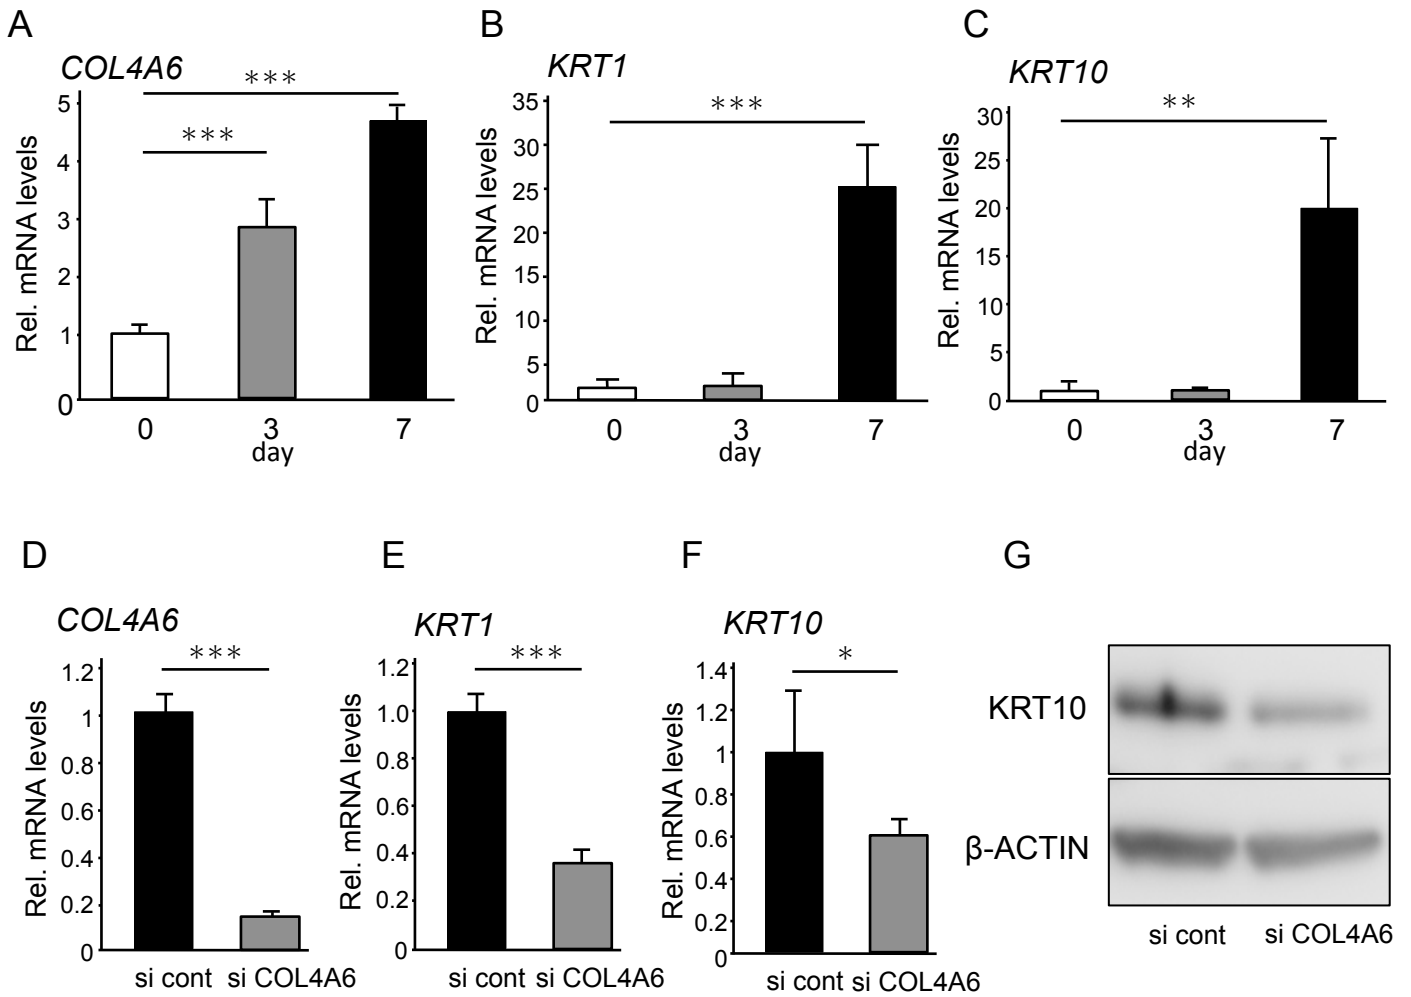 A
COL4A6
***
***
Rel. mRNA levels
5
4
3
2
1
0
0 3 7
day
B
KRT1
***
Rel. mRNA levels
35
30
25
20
15
10
5
0
0 3 7
day
C
KRT10
**
Rel. mRNA levels
30
25
20
15
10
5
0
0 3 7
day
D
COL4A6
***
Rel. mRNA levels
1.2
1
0.8
0.6
0.4
0.2
0
si cont si COL4A6
E
KRT1
***
Rel. mRNA levels
1.2
1.0
0.8
0.6
0.4
0.2
0
si cont si COL4A6
F
KRT10
*
Rel. mRNA levels
1.4
1.2
1
0.8
0.6
0.4
0.2
0
si cont si COL4A6
G
KRT10
β-ACTIN
si cont si COL4A6